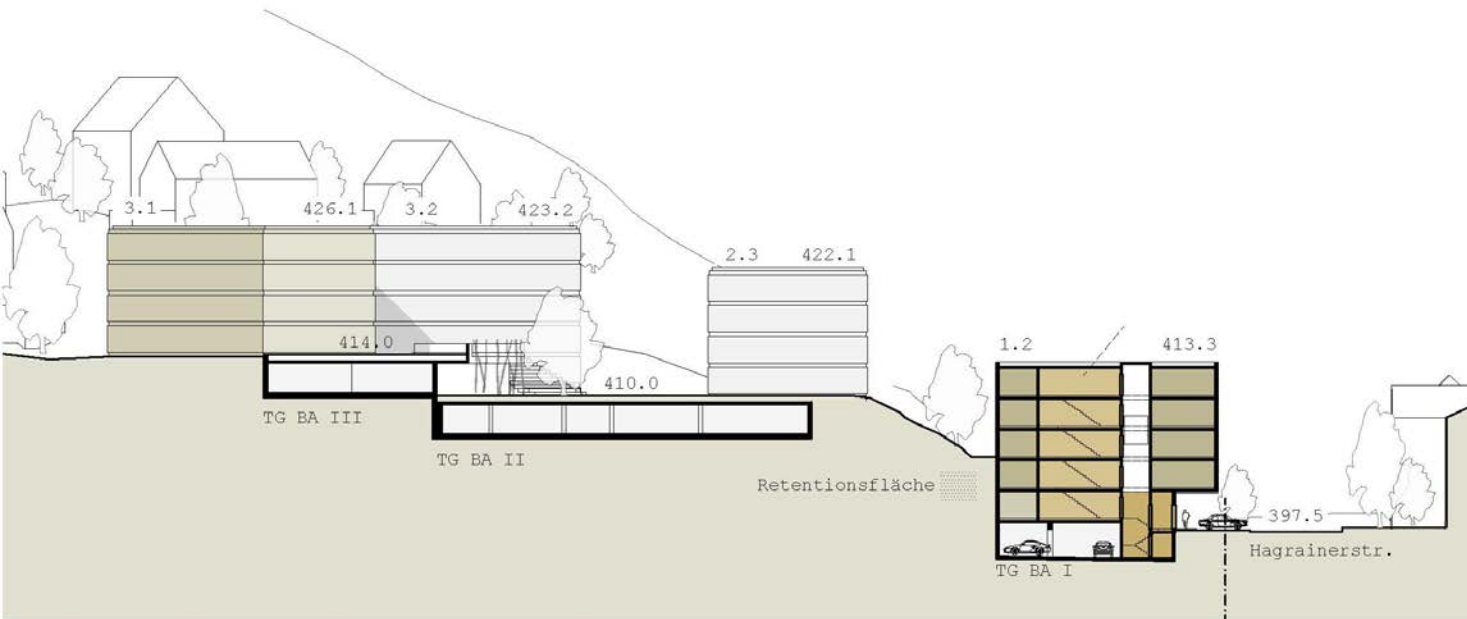 3.1
426.1
3.2
423.2
2.3
422.1
414.0
1.2
413.3
410.0
TG BA III
TG BA II
Retentionsfläche
397.5
Hagrainerstr.
TG BA I